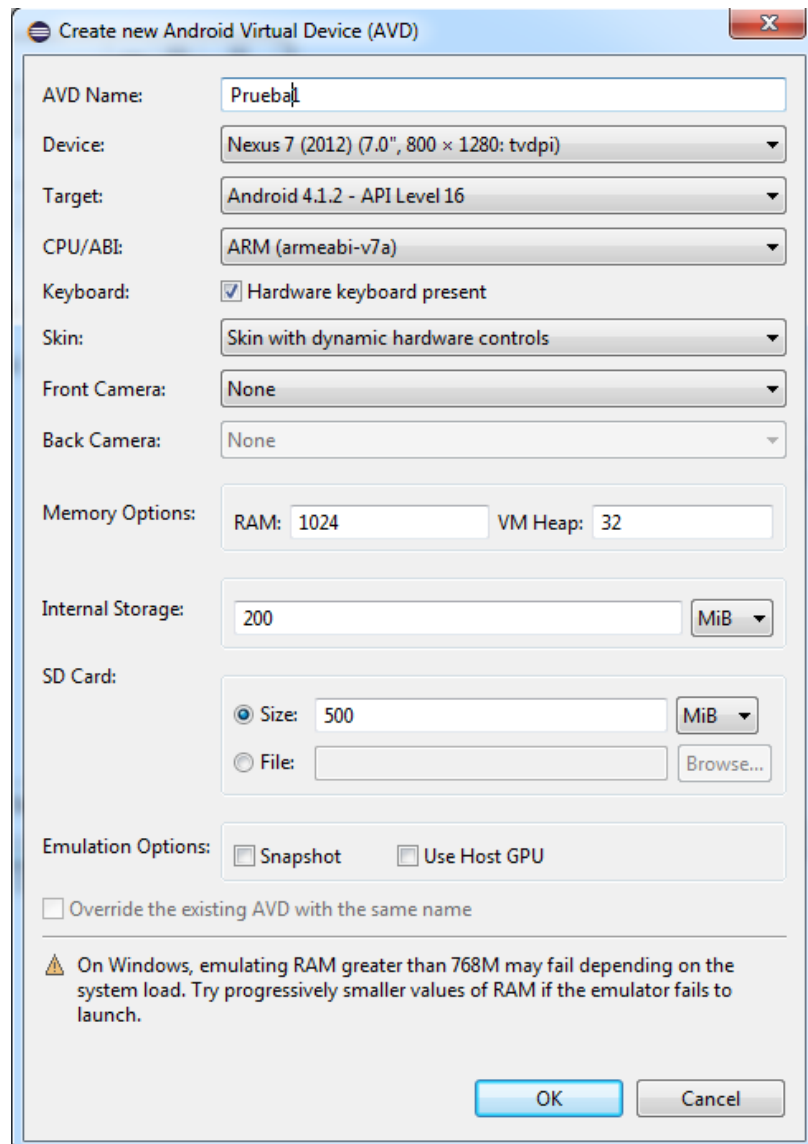 Create new Android Virtual Device (AVD)
AVD Name: Prueba1
Device: Nexus 7 (2012) (7.0", 800 × 1280: tvdpi)
Target: Android 4.1.2 - API Level 16
CPU/ABI: ARM (armeabi-v7a)
Keyboard: Hardware keyboard present
Skin: Skin with dynamic hardware controls
Front Camera: None
Back Camera: None
Memory Options: RAM: 1024 VM Heap: 32
Internal Storage: 200 MiB
SD Card:
Size: 500 MiB
File: Browse...
Emulation Options: Snapshot Use Host GPU
Override the existing AVD with the same name
On Windows, emulating RAM greater than 768M may fail depending on the
system load. Try progressively smaller values of RAM if the emulator fails to
launch.
OK Cancel